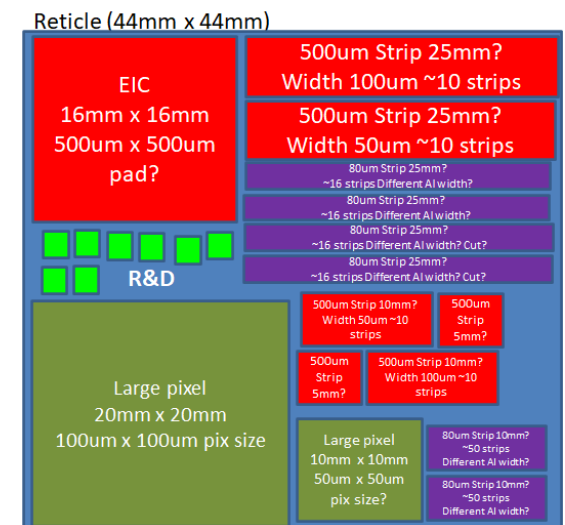 Reticle (44mm x 44mm)
EIC
16mm x 16mm
500um x 500um
pad?
500um Strip 25mm?
Width 100um ~10 strips
500um Strip 25mm?
Width 50um ~10 strips
80um Strip 25mm?
~16 strips Different Al width?
80um Strip 25mm?
~16 strips Different Al width?
80um Strip 25mm?
~16 strips Different Al width? Cut?
80um Strip 25mm?
~16 strips Different Al width? Cut?
R&D
500um Strip 10mm?
Width 50um ~10
strips
500um
Strip
5mm?
500um
Strip
5mm?
500um Strip 10mm?
Width 100um ~10
strips
Large pixel
20mm x 20mm
100um x 100um pix size
Large pixel
10mm x 10mm
50um x 50um
pix size?
80um Strip 10mm?
~50 strips
Different Al width?
80um Strip 10mm?
~50 strips
Different Al width?